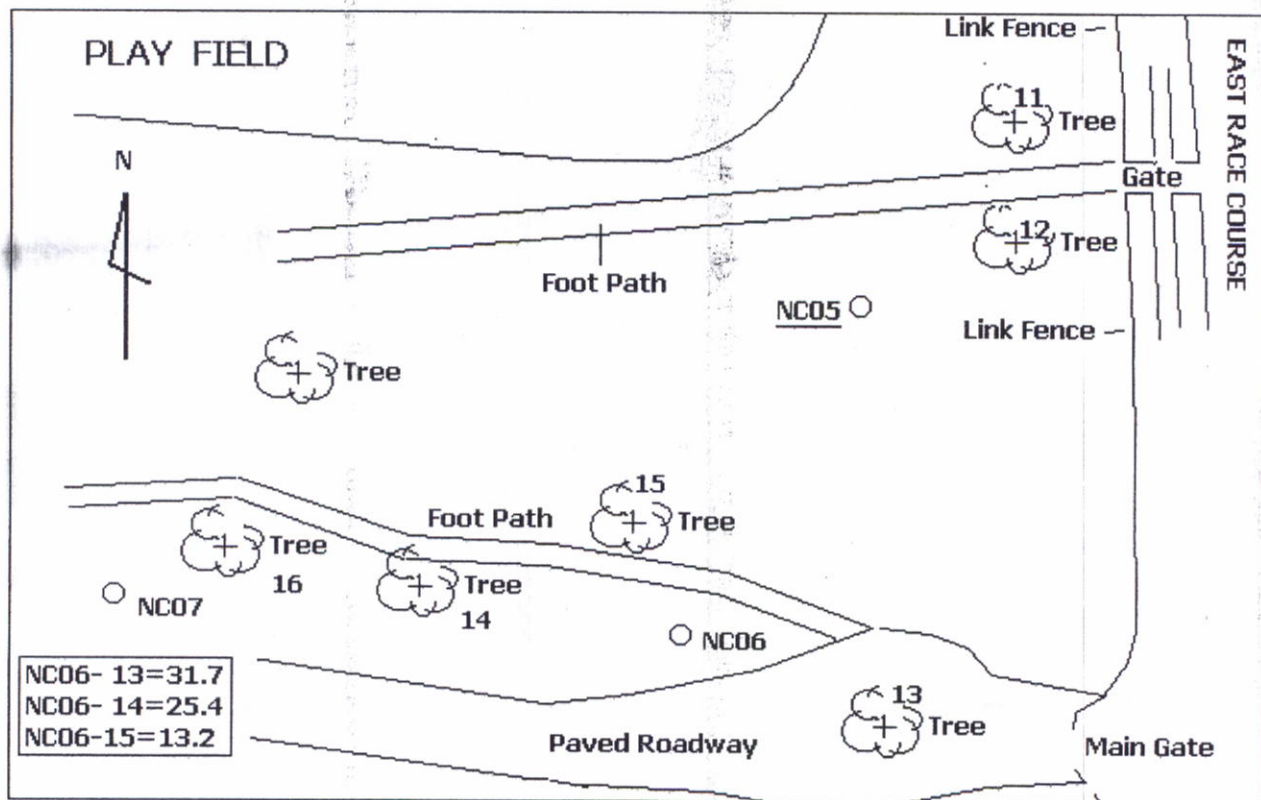 Link Fence
PLAY FIELD
EAST RACE COURSE
11
Tree
N
Gate
12
Tree
Foot Path
NC05
Link Fence
Tree
15
Foot Path
Tree
Tree
16
Tree
14
NC07
NC06
NC06- 13=31.7
NC06- 14=25.4
NC06-15=13.2
13
Tree
Paved Roadway
Main Gate